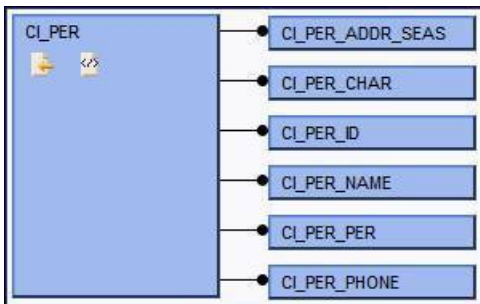 CI_PER
</>
CI_PER_ADDR_SEAS
CI_PER_CHAR
CI_PER_ID
CI_PER_NAME
CI_PER_PER
CI_PER_PHONE